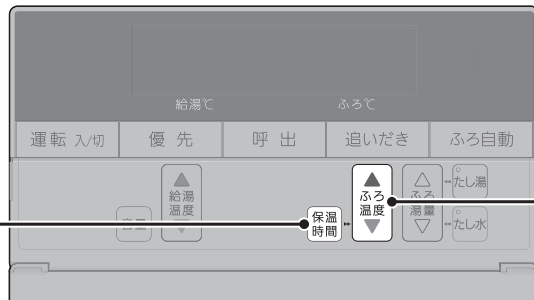 給湯℃ ふろ℃
運転 入/切 優先 呼出 追いだき ふろ自動
音量
給湯
温度
保温
時間
ふろ
温度
ふろ
湯量
たし湯
たし水